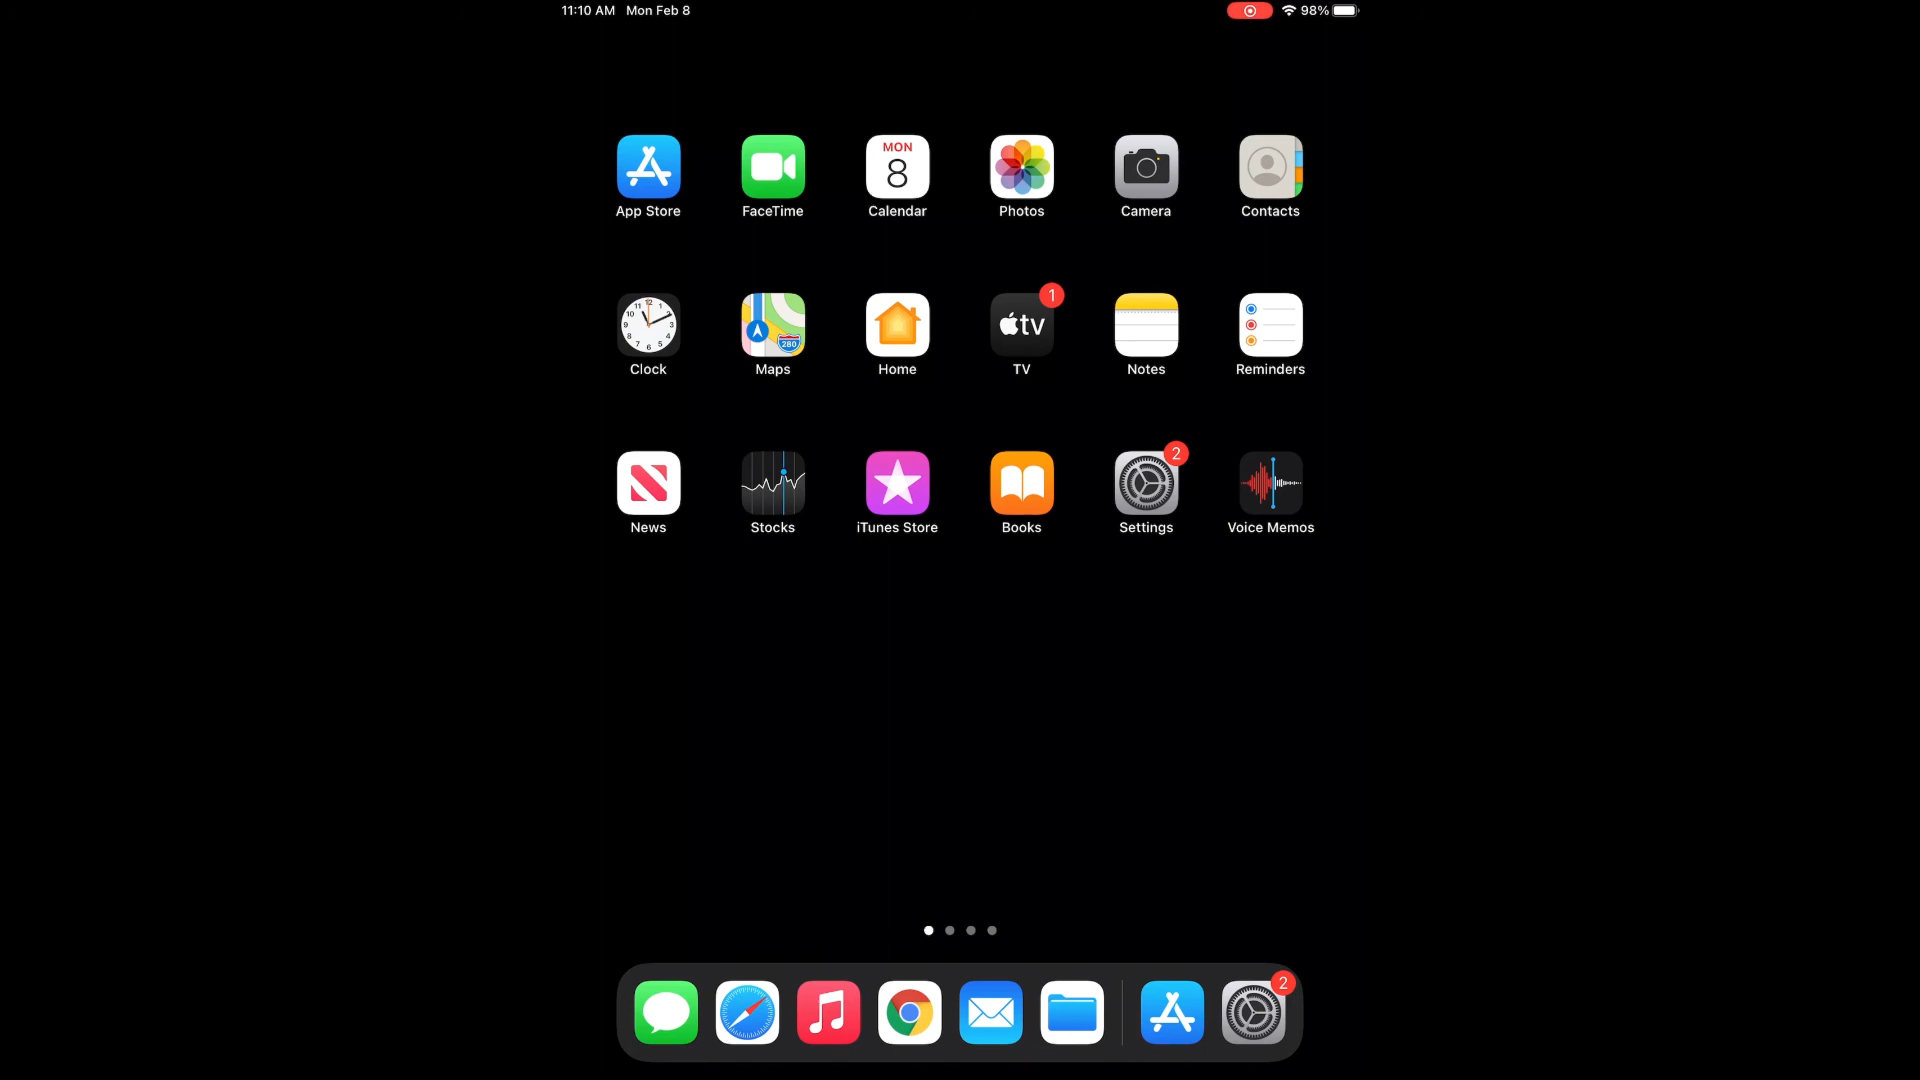 11:10 AM Mon Feb 8 98%
MON
8
App Store FaceTime Calendar Photos Camera Contacts
1
tv
280
Clock Maps Home TV Notes Reminders
2
News Stocks iTunes Store Books Settings Voice Memos
2